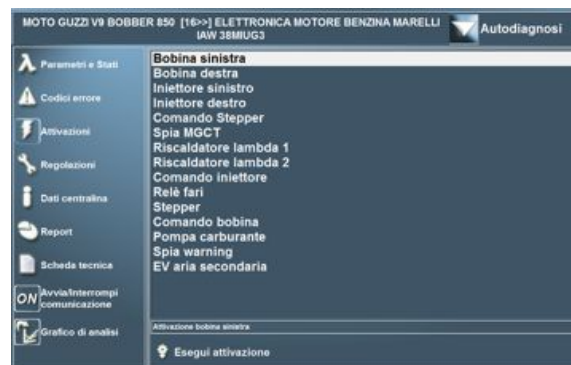 MOTO GUZZI V9 BOBBER 850 [16>>] ELETTRONICA MOTORE BENZINA MARELLI
IAW 38MIUG3
Autodiagnosi
Parametri e Stati
Codici errore
Attivazioni
Regolazioni
Dati centralina
Report
Scheda tecnica
ON Avvia/Interrompi
comunicazione
Grafico di analisi
Bobina sinistra
Bobina destra
Iniettore sinistro
Iniettore destro
Comando Stepper
Spia MGCT
Riscaldatore lambda 1
Riscaldatore lambda 2
Comando iniettore
Relè fari
Stepper
Comando bobina
Pompa carburante
Spia warning
EV aria secondaria
Attivazione bobina sinistra
Esegui attivazione